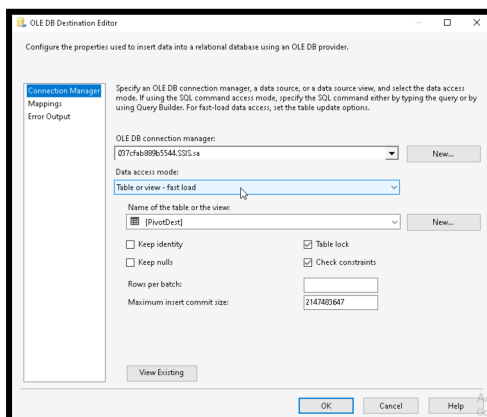 OLE DB Destination Editor
Configure the properties used to insert data into a relational database using an OLE DB provider.
Connection Manager
Mappings
Error Output
Specify an OLE DB connection manager, a data source, or a data source view, and select the data access
mode. If using the SQL command access mode, specify the SQL command either by typing the query or by
using Query Builder. For fast-load data access, set the table update options.
OLE DB connection manager:
037cfab889b5544.SSIS.sa
New...
Data access mode:
Table or view - fast load
Name of the table or the view:
[PivotDest]
New...
Keep identity
Table lock
Keep nulls
Check constraints
Rows per batch:
Maximum insert commit size:
2147483647
View Existing
OK
Cancel
Help